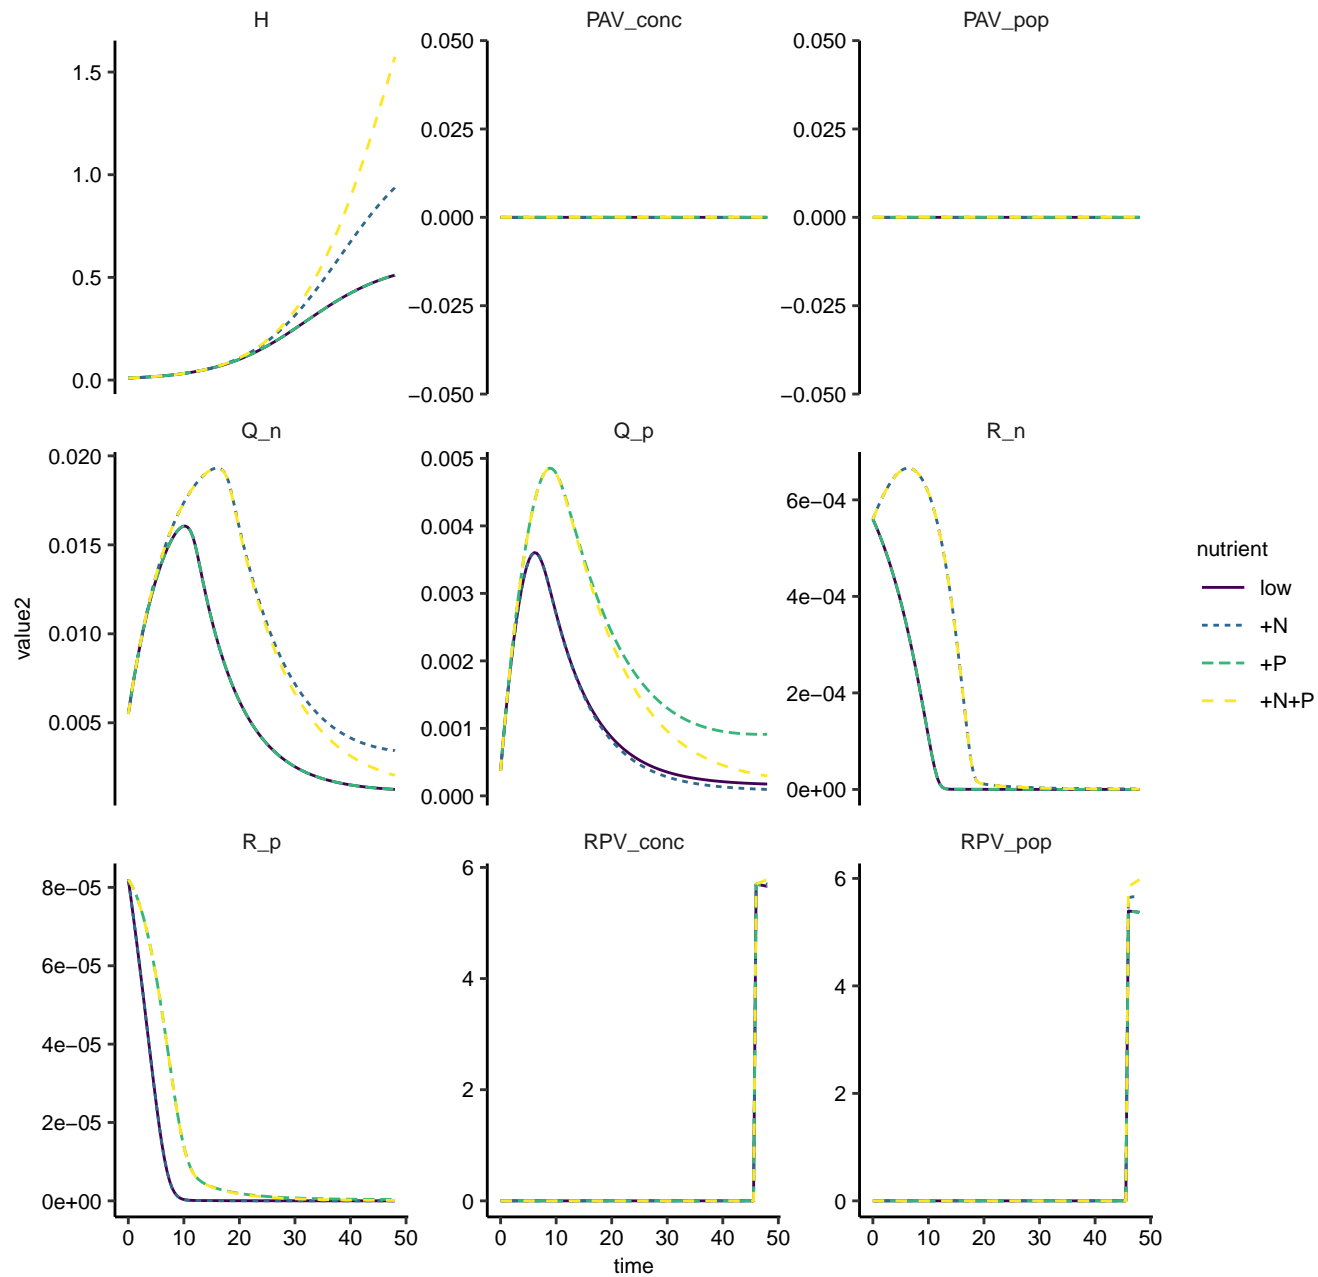 H
PAV_conc
PAV_pop
1.5
1.0
0.5
0.0
0.050
0.025
0.000
−0.025
−0.050
0.050
0.025
0.000
−0.025
−0.050
Q_n
Q_p
R_n
0.020
0.015
0.010
0.005
0.005
0.004
0.003
0.002
0.001
0.000
6e−04
4e−04
2e−04
0e+00
R_p
RPV_conc
RPV_pop
8e−05
6e−05
4e−05
2e−05
0e+00
6
4
2
0
6
4
2
0
0 10 20 30 40 50
0 10 20 30 40 50
0 10 20 30 40 50
time
value2
nutrient
low
+N
+P
+N+P